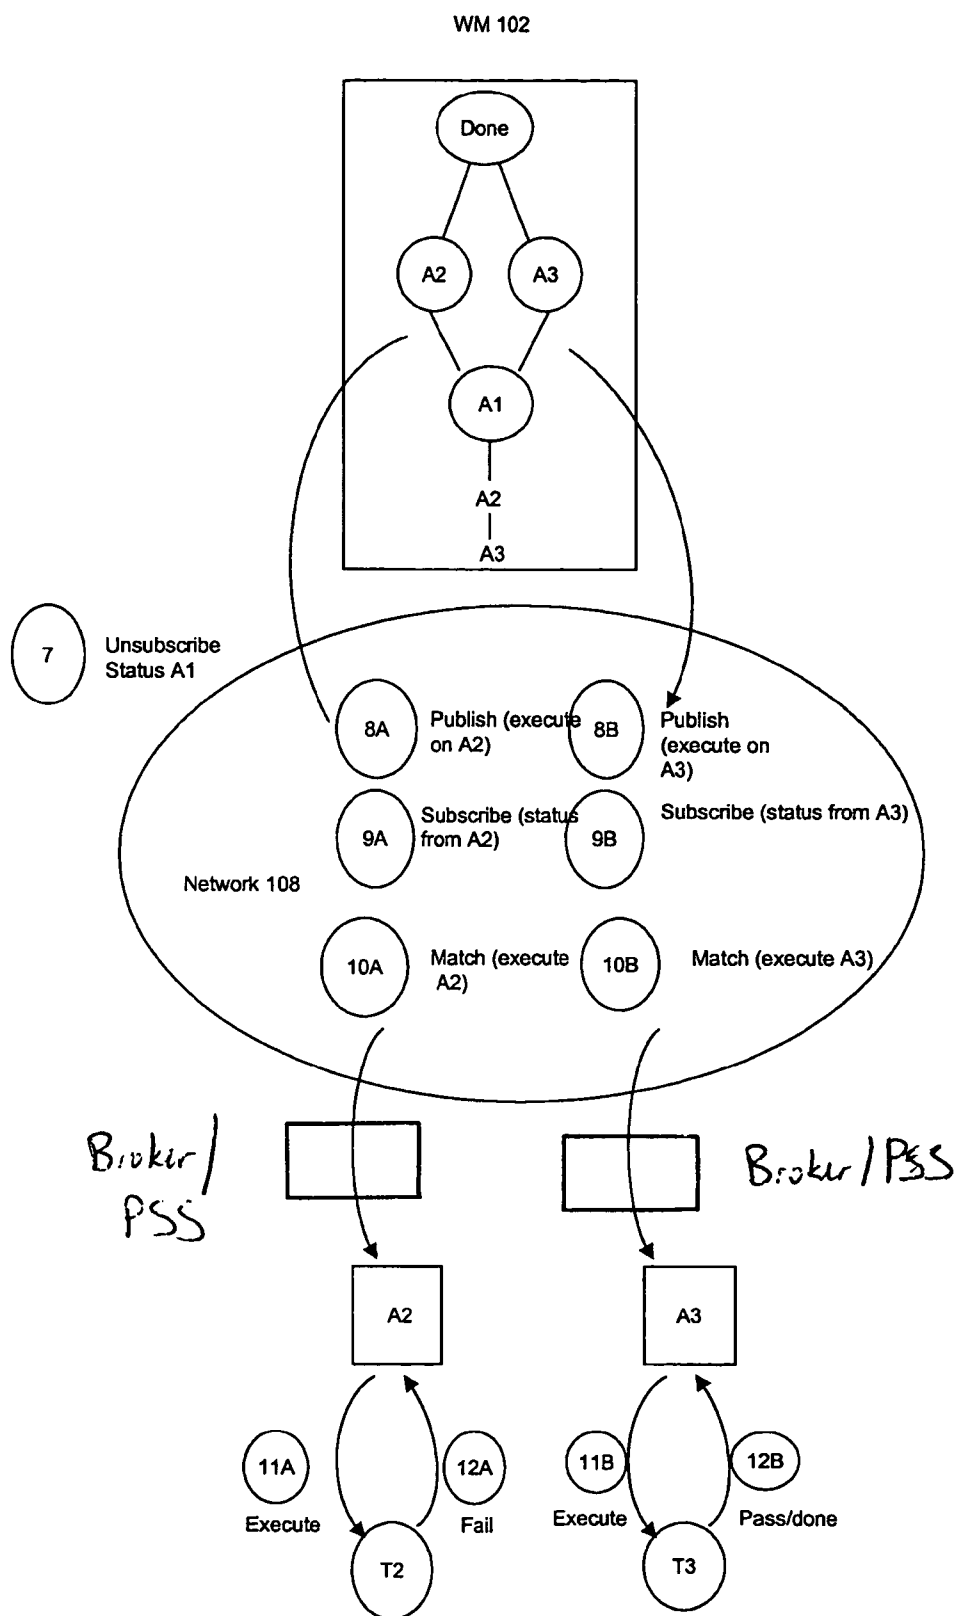 WM 102
Done
A2
A3
A1
A2
A3
7
Unsubscribe
Status A1
8A
Publish (execute
on A2)
8B
Publish
(execute on
A3)
9A
Subscribe (status
from A2)
9B
Subscribe (status from A3)
Network 108
10A
Match (execute
A2)
10B
Match (execute A3)
Broker/
PSS
Broker/PSS
A2
A3
11A
Execute
12A
Fail
11B
Execute
12B
Pass/done
T2
T3